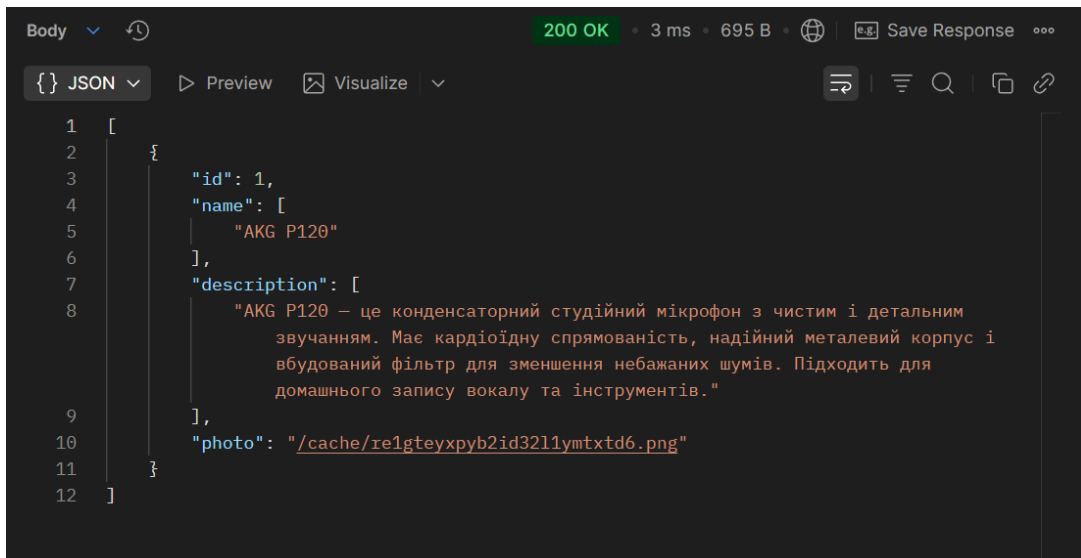 Body
200 OK • 3 ms • 695 B • e.g. Save Response
{} JSON Preview Visualize
1 [
2 {
3 "id": 1,
4 "name": [
5 "AKG P120"
6 ],
7 "description": [
8 "AKG P120 — це конденсаторний студійний мікрофон з чистим і детальним
звучанням. Має кардіоїдну спрямованість, надійний металевий корпус і
вбудований фільтр для зменшення небажаних шумів. Підходить для
домашнього запису вокалу та інструментів."
9 ],
10 "photo": "/cache/re1gteyxpyb2id32l1ymtxtd6.png"
11 }
12 ]